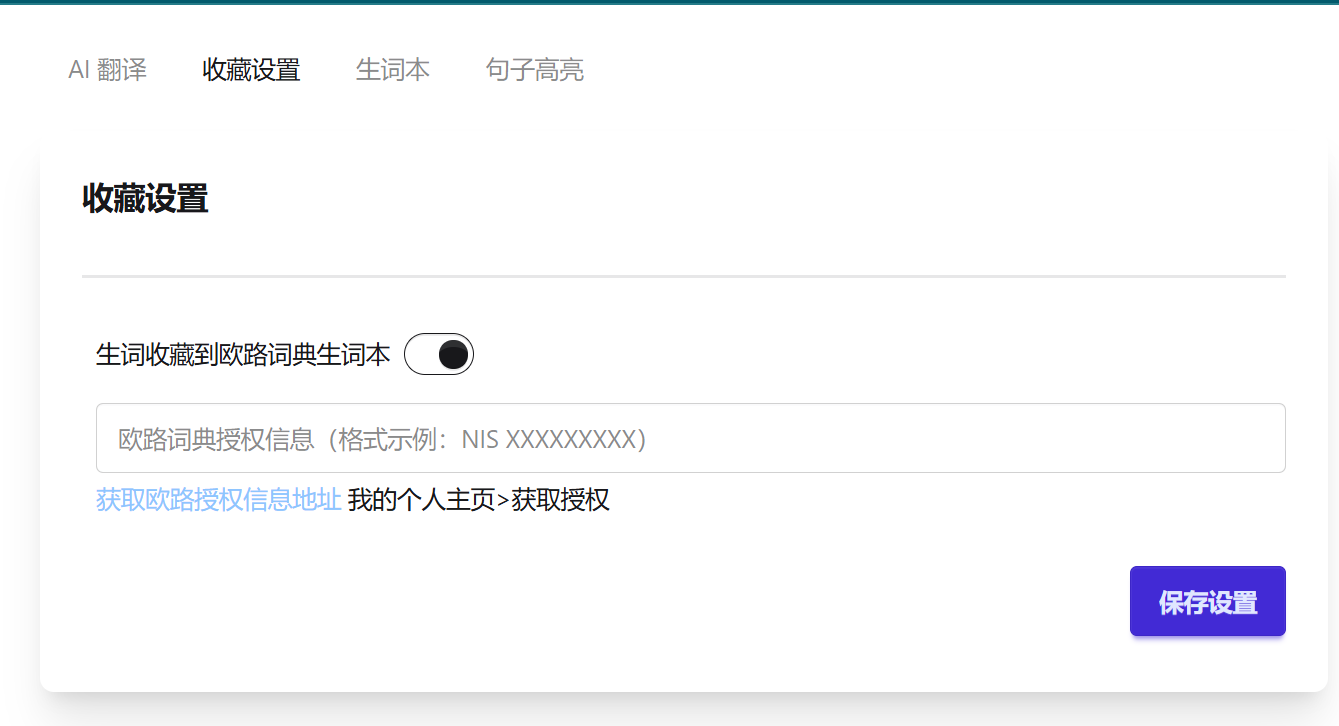 AI 翻译 收藏设置 生词本 句子高亮
收藏设置
生词收藏到欧路词典生词本
欧路词典授权信息（格式示例：NIS XXXXXXXXX）
获取欧路授权信息地址 我的个人主页>获取授权
保存设置